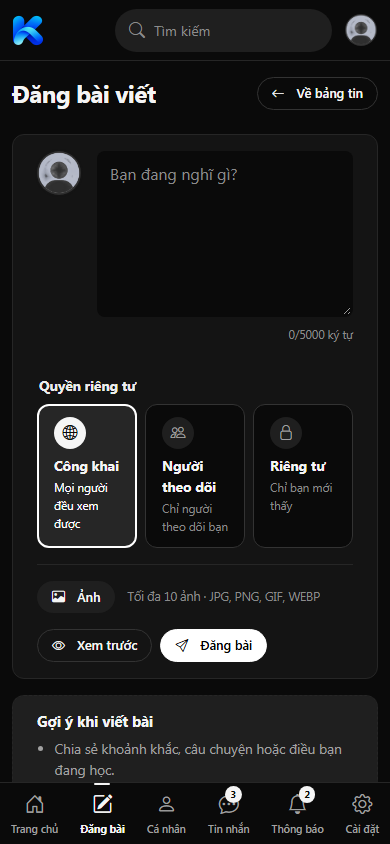 Tìm kiếm
Đăng bài viết
Về bảng tin
Bạn đang nghĩ gì?
0/5000 ký tự
Quyền riêng tư
Công khai
Mọi người
đều xem
được
Người
theo dõi
Chỉ người
theo dõi bạn
Riêng tư
Chỉ bạn mới
thấy
Ảnh
Tối đa 10 ảnh · JPG, PNG, GIF, WEBP
Xem trước
Đăng bài
Gợi ý khi viết bài
Chia sẻ khoảnh khắc, câu chuyện hoặc điều bạn
đang học.
3
2
Trang chủ
Đăng bài
Cá nhân
Tin nhắn
Thông báo
Cài đặt